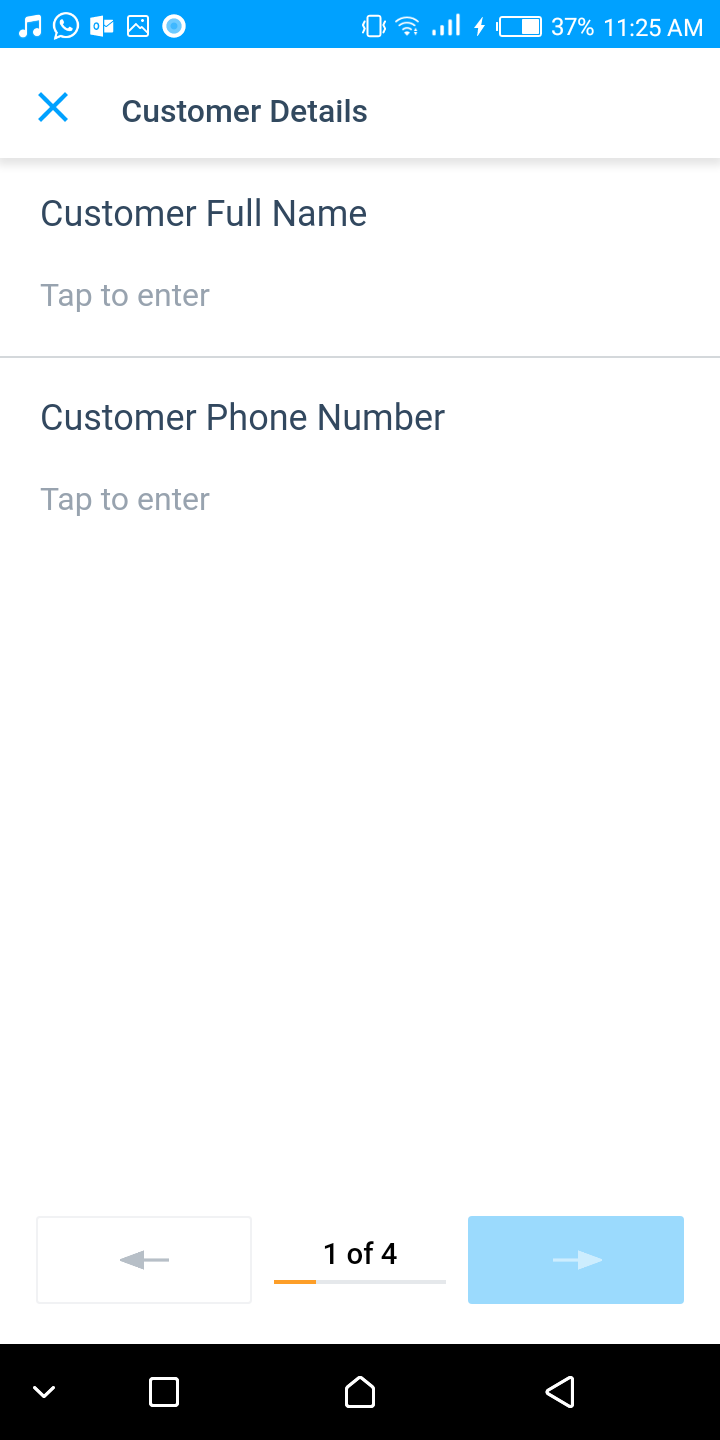 37% 11:25 AM
Customer Details
Customer Full Name
Tap to enter
Customer Phone Number
Tap to enter
1 of 4